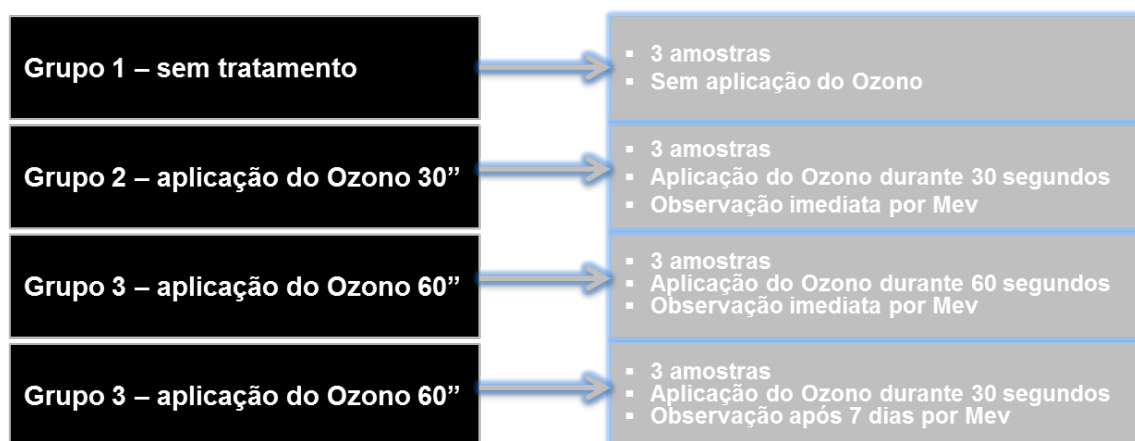 Grupo 1 – sem tratamento
▪ 3 amostras
▪ Sem aplicação do Ozono
Grupo 2 – aplicação do Ozono 30”
▪ 3 amostras
▪ Aplicação do Ozono durante 30 segundos
▪ Observação imediata por Mev
Grupo 3 – aplicação do Ozono 60”
▪ 3 amostras
▪ Aplicação do Ozono durante 60 segundos
▪ Observação imediata por Mev
Grupo 3 – aplicação do Ozono 60”
▪ 3 amostras
▪ Aplicação do Ozono durante 30 segundos
▪ Observação após 7 dias por Mev